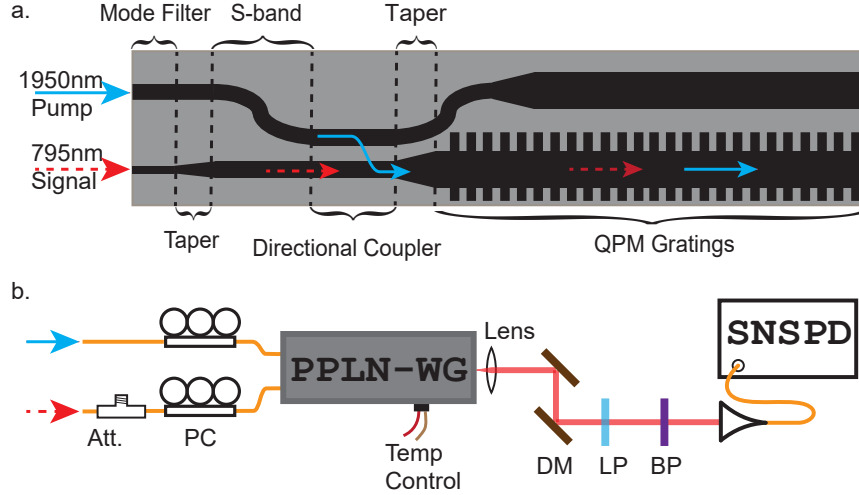 a.
Mode Filter
S-band
Taper
1950nm
Pump
795nm
Signal
Taper
Directional Coupler
QPM Gratings
b.
PPLN-WG
Lens
SNSPD
Att.
PC
Temp
Control
DM
LP
BP